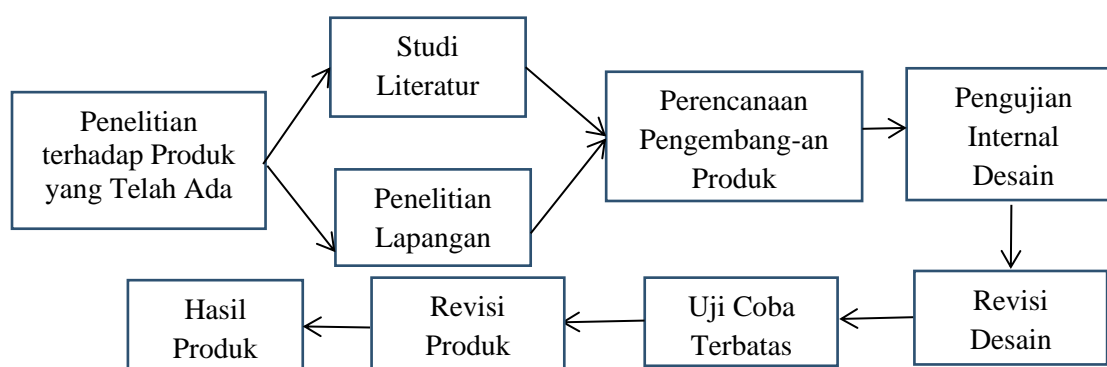 Penelitian
terhadap Produk
yang Telah Ada
Studi
Literatur
Penelitian
Lapangan
Perencanaan
Pengembang-an
Produk
Pengujian
Internal
Desain
Revisi
Desain
Uji Coba
Terbatas
Revisi
Produk
Hasil
Produk